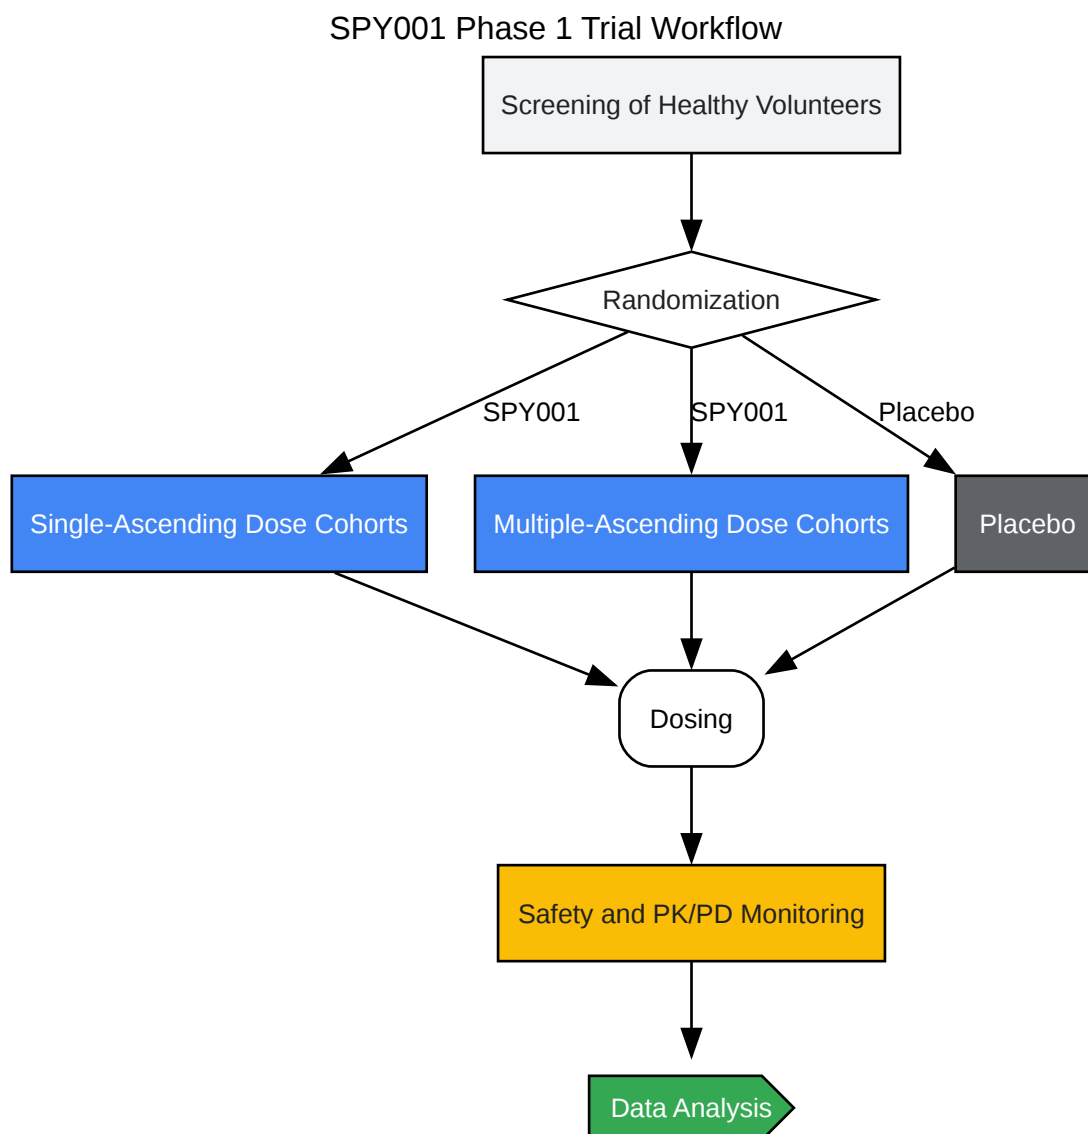 SPY001 Phase 1 Trial Workflow
Screening of Healthy Volunteers
Randomization
SPY001
SPY001
Placebo
Single-Ascending Dose Cohorts
Multiple-Ascending Dose Cohorts
Placebo
Dosing
Safety and PK/PD Monitoring
Data Analysis